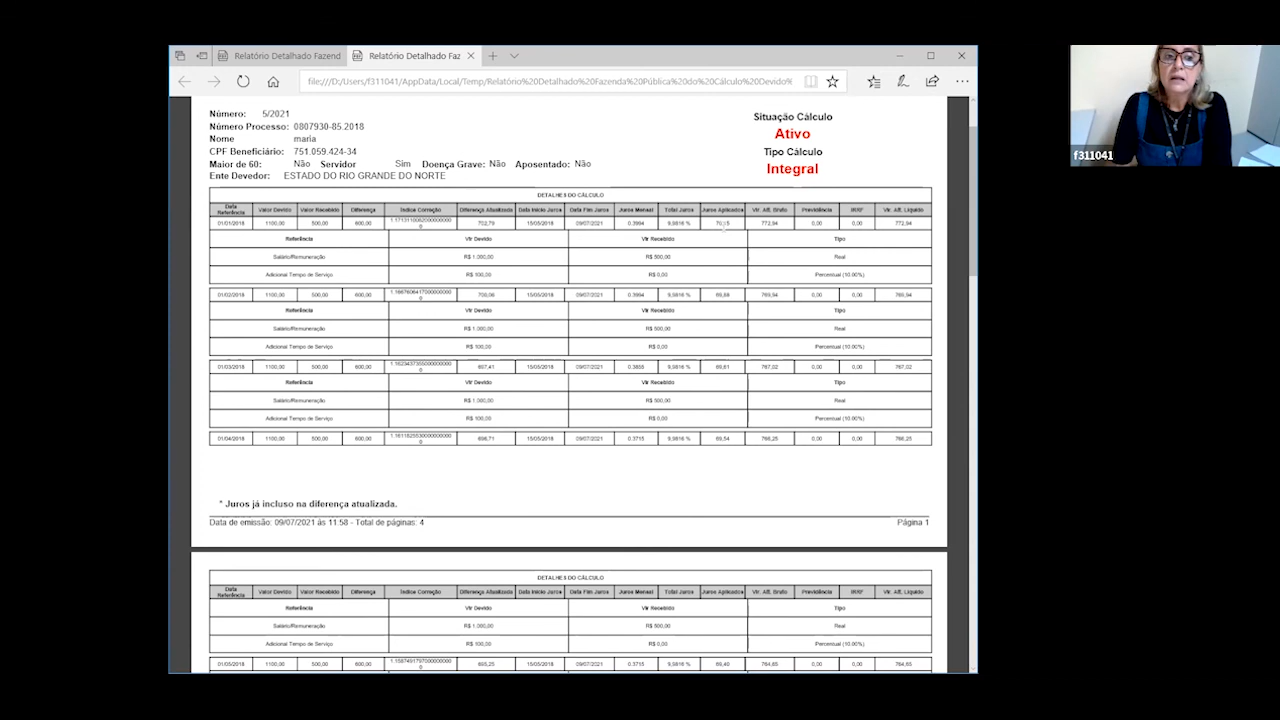 Relatório Detalhado Fazend
Relatório Detalhado Faz
file:///D:/Users/f311041/AppData/Local/Temp/Relatório%20Detalhado%20Fazenda%20Pública%20do%20Cálculo%20Devido%
Número: 5/2021
Número Processo: 0807930-85.2018
Nome maria
CPF Beneficiário: 751.059.424-34
Maior de 60: Não Servidor Sim Doença Grave: Não Aposentado: Não
Ente Devedor: ESTADO DO RIO GRANDE DO NORTE
Situação Cálculo
Ativo
Tipo Cálculo
Integral
DETALHES DO CÁLCULO
Data Referência Valor Devido Valor Recebido Diferença Índice Correção Diferença Atualizada Data Início Juros Data Fim Juros Juros Mensal Total Juros Juros Aplicados Vlr. Atl. Bruto Previdência IRRF Vlr. Atl. Líquido
01/01/2018 1100,00 500,00 600,00 702,79 15/05/2018 09/07/2021 0.3994 9,9816 % 70,15 772,94 0,00 0,00 772,94
Referência Vlr Devido Vlr Recebido Tipo
Salário/Remuneração R$ 1.000,00 R$ 500,00 Real
Adicional Tempo de Serviço R$ 100,00 R$ 0,00 Percentual (10.00%)
01/02/2018 1100,00 500,00 600,00 700,06 15/05/2018 09/07/2021 0.3994 9,9816 % 69,88 769,94 0,00 0,00 769,94
Referência Vlr Devido Vlr Recebido Tipo
Salário/Remuneração R$ 1.000,00 R$ 500,00 Real
Adicional Tempo de Serviço R$ 100,00 R$ 0,00 Percentual (10.00%)
01/03/2018 1100,00 500,00 600,00 697,41 15/05/2018 09/07/2021 0.3855 9,9816 % 69,61 767,02 0,00 0,00 767,02
Referência Vlr Devido Vlr Recebido Tipo
Salário/Remuneração R$ 1.000,00 R$ 500,00 Real
Adicional Tempo de Serviço R$ 100,00 R$ 0,00 Percentual (10.00%)
01/04/2018 1100,00 500,00 600,00 696,71 15/05/2018 09/07/2021 0.3715 9,9816 % 69,54 766,25 0,00 0,00 766,25
* Juros já incluso na diferença atualizada.
Data de emissão: 09/07/2021 às 11:58 - Total de páginas: 4
Página 1
DETALHES DO CÁLCULO
Data Referência Valor Devido Valor Recebido Diferença Índice Correção Diferença Atualizada Data Início Juros Data Fim Juros Juros Mensal Total Juros Juros Aplicados Vlr. Atl. Bruto Previdência IRRF Vlr. Atl. Líquido
Referência Vlr Devido Vlr Recebido Tipo
Salário/Remuneração R$ 1.000,00 R$ 500,00 Real
Adicional Tempo de Serviço R$ 100,00 R$ 0,00 Percentual (10.00%)
01/05/2018 1100,00 500,00 600,00 695,25 15/05/2018 09/07/2021 0.3715 9,9816 % 69,40 764,65 0,00 0,00 764,65
f311041